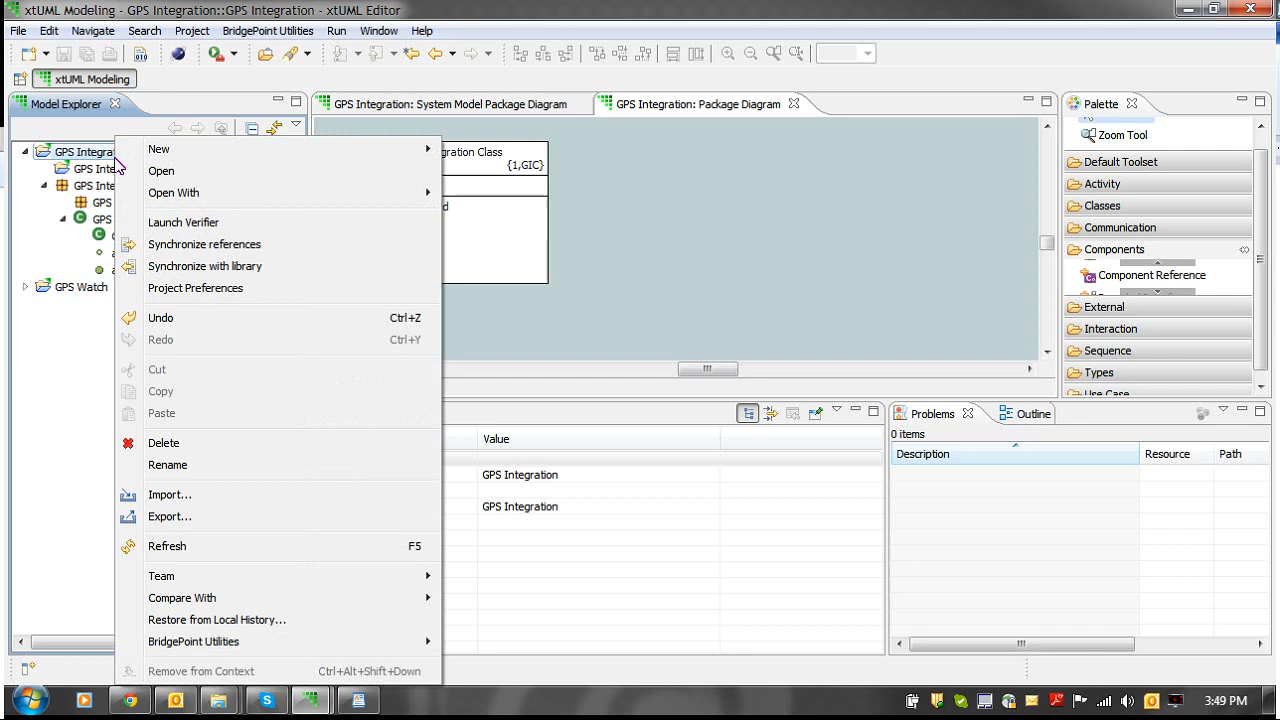 xtUML Modeling - GPS Integration::GPS Integration - xtUML Editor
File Edit Navigate Search Project BridgePoint Utilities Run Window Help
xtUML Modeling
Model Explorer
GPS Integration: System Model Package Diagram
GPS Integration: Package Diagram
Palette
Zoom Tool
Default Toolset
Activity
Classes
Communication
Components
Component Reference
External
Interaction
Sequence
Types
Use Case
GPS Integrat
GPS Inte
GPS Inte
GPS
GPS
GPS Watch
gration Class
{1,GIC}
d
New
Open
Open With
Launch Verifier
Synchronize references
Synchronize with library
Project Preferences
Undo Ctrl+Z
Redo Ctrl+Y
Cut
Copy
Paste
Delete
Rename
Import...
Export...
Refresh F5
Team
Compare With
Restore from Local History...
BridgePoint Utilities
Remove from Context Ctrl+Alt+Shift+Down
Value
GPS Integration
GPS Integration
Problems
Outline
0 items
Description Resource Path
3:49 PM